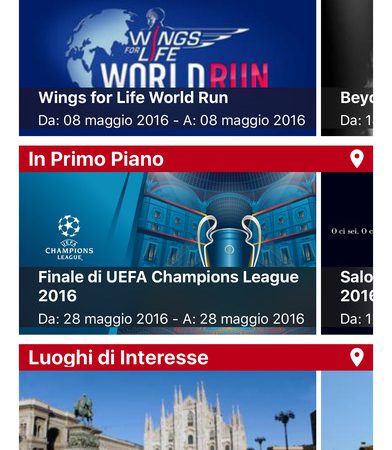 WINGS
FOR LIFE
WORLD RUN
Wings for Life World Run
Da: 08 maggio 2016 - A: 08 maggio 2016
Beyo
Da: 1
In Primo Piano
UEFA
CHAMPIONS
LEAGUE
O ci sei, O c
Finale di UEFA Champions League
2016
Da: 28 maggio 2016 - A: 28 maggio 2016
Salo
2016
Da: 1
Luoghi di Interesse